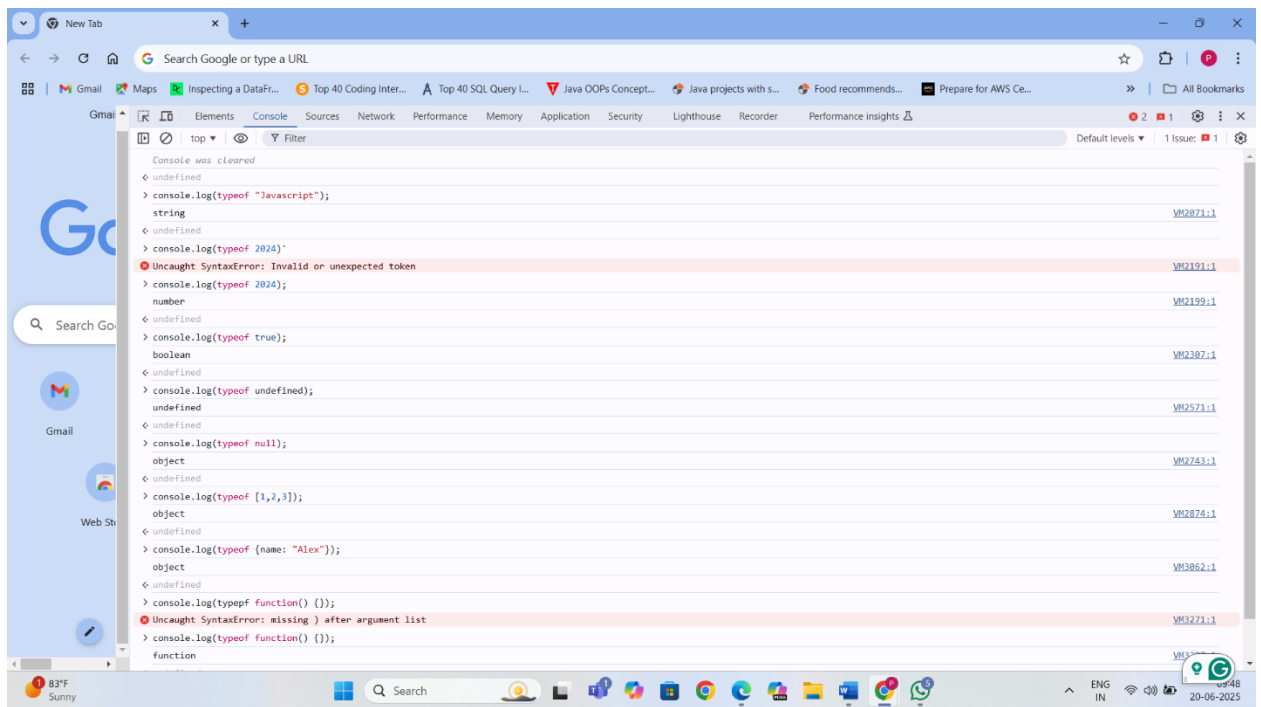 New Tab
Search Google or type a URL
Gmail Maps Inspecting a DataFr... Top 40 Coding Inter... Top 40 SQL Query I... Java OOPs Concept... Java projects with s... Food recommends... Prepare for AWS Ce... » All Bookmarks
Gmai Elements Console Sources Network Performance Memory Application Security Lighthouse Recorder Performance insights 2 1
top ▼ Filter Default levels ▼ 1 Issue: 1
Console was cleared
undefined
> console.log(typeof "Javascript");
string VM2071:1
undefined
> console.log(typeof 2024)`
Uncaught SyntaxError: Invalid or unexpected token VM2191:1
> console.log(typeof 2024);
number VM2199:1
undefined
> console.log(typeof true);
boolean VM2307:1
undefined
> console.log(typeof undefined);
undefined VM2571:1
undefined
> console.log(typeof null);
object VM2743:1
undefined
> console.log(typeof [1,2,3]);
object VM2874:1
undefined
> console.log(typeof {name: "Alex"});
object VM3062:1
undefined
> console.log(typepf function() {});
Uncaught SyntaxError: missing ) after argument list VM3271:1
> console.log(typeof function() {});
function
Go
Search Go
Gmail
Web St
1 83°F
Sunny
Search
ENG
IN
09:48
20-06-2025